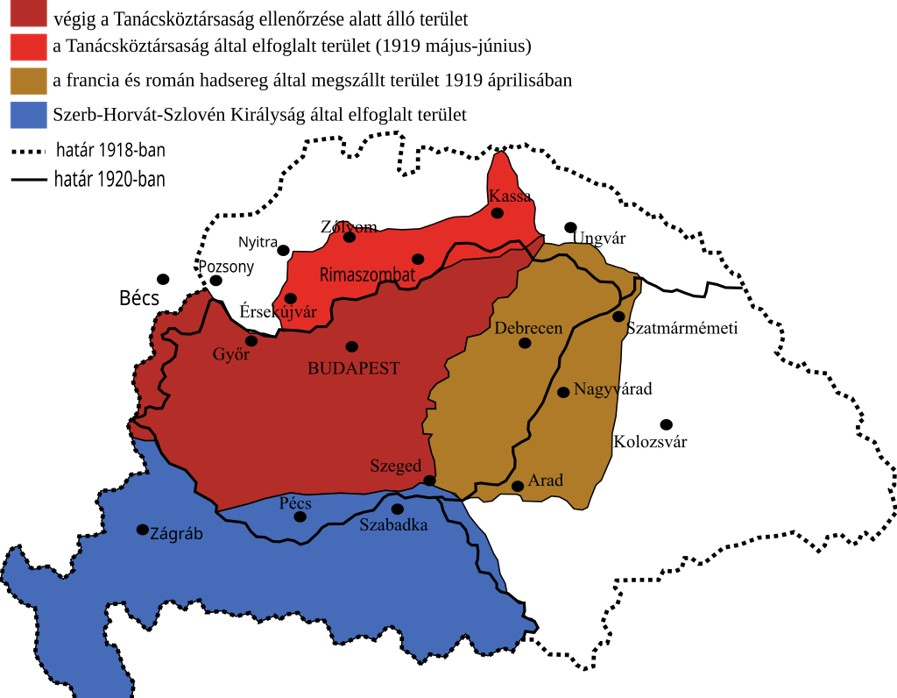 végig a Tanácsköztársaság ellenőrzése alatt álló terület
a Tanácsköztársaság által elfoglalt terület (1919 május-június)
a francia és román hadsereg által megszállt terület 1919 áprilisában
Szerb-Horvát-Szlovén Királyság által elfoglalt terület
határ 1918-ban
határ 1920-ban
Kassa
Zólyom
Ungvár
Nyitra
Pozsony
Rimaszombat
Bécs
Érsekújvár
Debrecen
Szatmármémeti
Győr
BUDAPEST
Nagyvárad
Kolozsvár
Szeged
Arad
Pécs
Szabadka
Zágráb